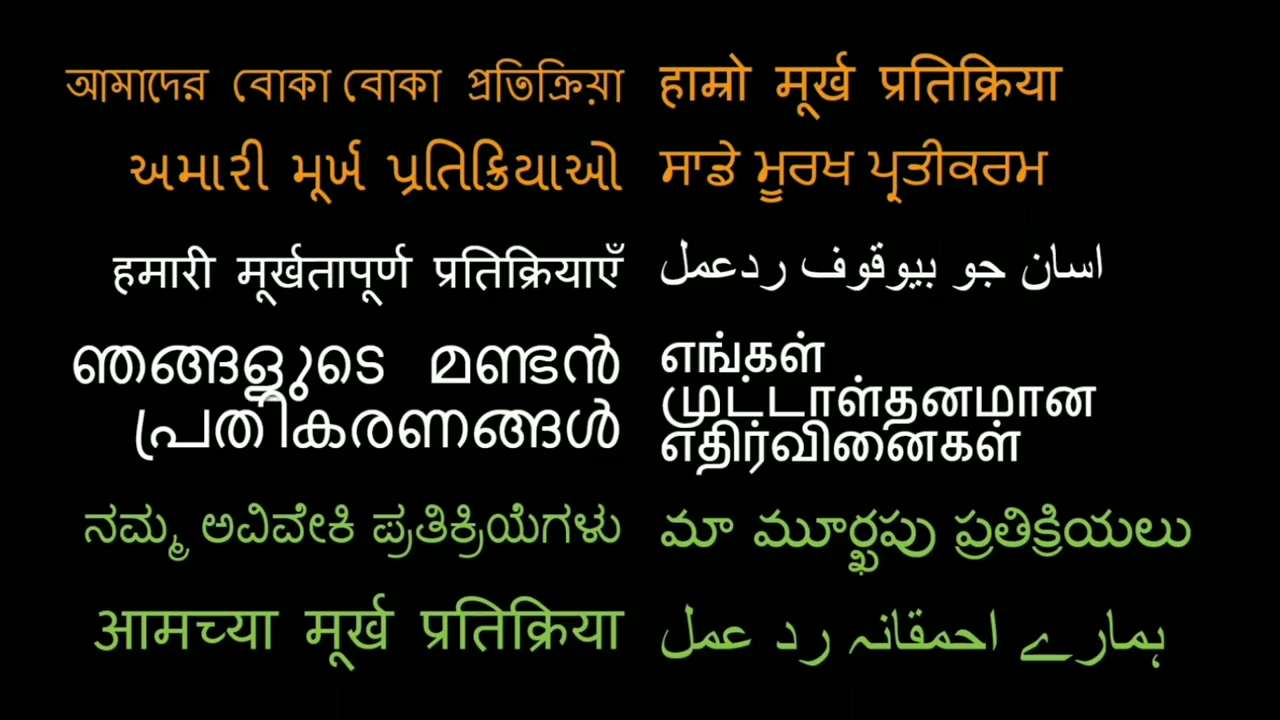 আমাদের বোকা বোকা প্রতিক্রিয়া
हाम्रो मूर्ख प्रतिक्रिया
અમારી મૂર્ખ પ્રતિક્રિયાઓ
ਸਾਡੇ ਮੂਰਖ ਪ੍ਰਤੀਕਰਮ
हमारी मूर्खतापूर्ण प्रतिक्रियाएँ
اسان جو بيوقوف ردعمل
ഞങ്ങളുടെ മണ്ടൻ
പ്രതികരണങ്ങൾ
எங்கள்
முட்டாள்தனமான
எதிர்வினைகள்
ನಮ್ಮ ಅವಿವೇಕಿ ಪ್ರತಿಕ್ರಿಯೆಗಳು
మా మూర్ఖపు ప్రతిక్రియలు
आमच्या मूर्ख प्रतिक्रिया
ہمارے احمقانہ رد عمل